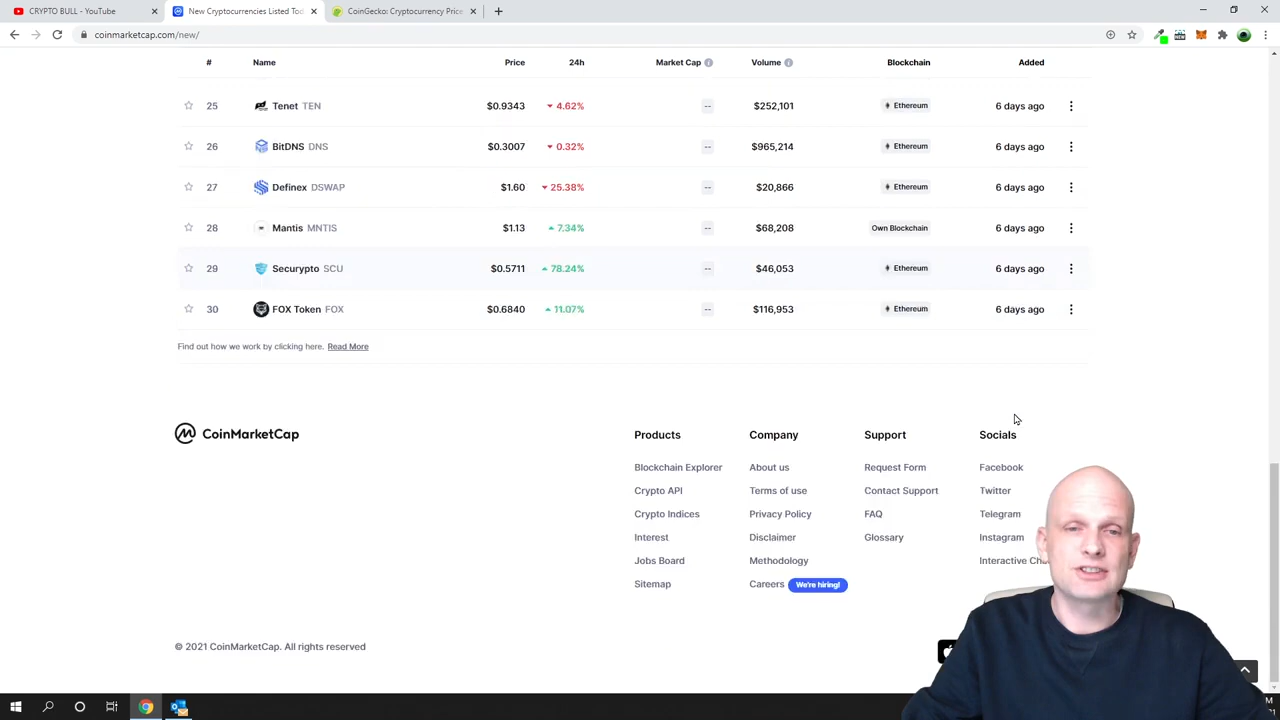 CRYPTO BULL - YouTube
New Cryptocurrencies Listed Tod
CoinGecko: Cryptocurrency Price
coinmarketcap.com/new/
# Name Price 24h Market Cap Volume Blockchain Added
25 Tenet TEN $0.9343 4.62% -- $252,101 Ethereum 6 days ago
26 BitDNS DNS $0.3007 0.32% -- $965,214 Ethereum 6 days ago
27 Definex DSWAP $1.60 25.38% -- $20,866 Ethereum 6 days ago
28 Mantis MNTIS $1.13 7.34% -- $68,208 Own Blockchain 6 days ago
29 Securypto SCU $0.5711 78.24% -- $46,053 Ethereum 6 days ago
30 FOX Token FOX $0.6840 11.07% -- $116,953 Ethereum 6 days ago
Find out how we work by clicking here. Read More
CoinMarketCap
Products
Blockchain Explorer
Crypto API
Crypto Indices
Interest
Jobs Board
Sitemap
Company
About us
Terms of use
Privacy Policy
Disclaimer
Methodology
Careers We're hiring!
Support
Request Form
Contact Support
FAQ
Glossary
Socials
Facebook
Twitter
Telegram
Instagram
Interactive Cha
© 2021 CoinMarketCap. All rights reserved